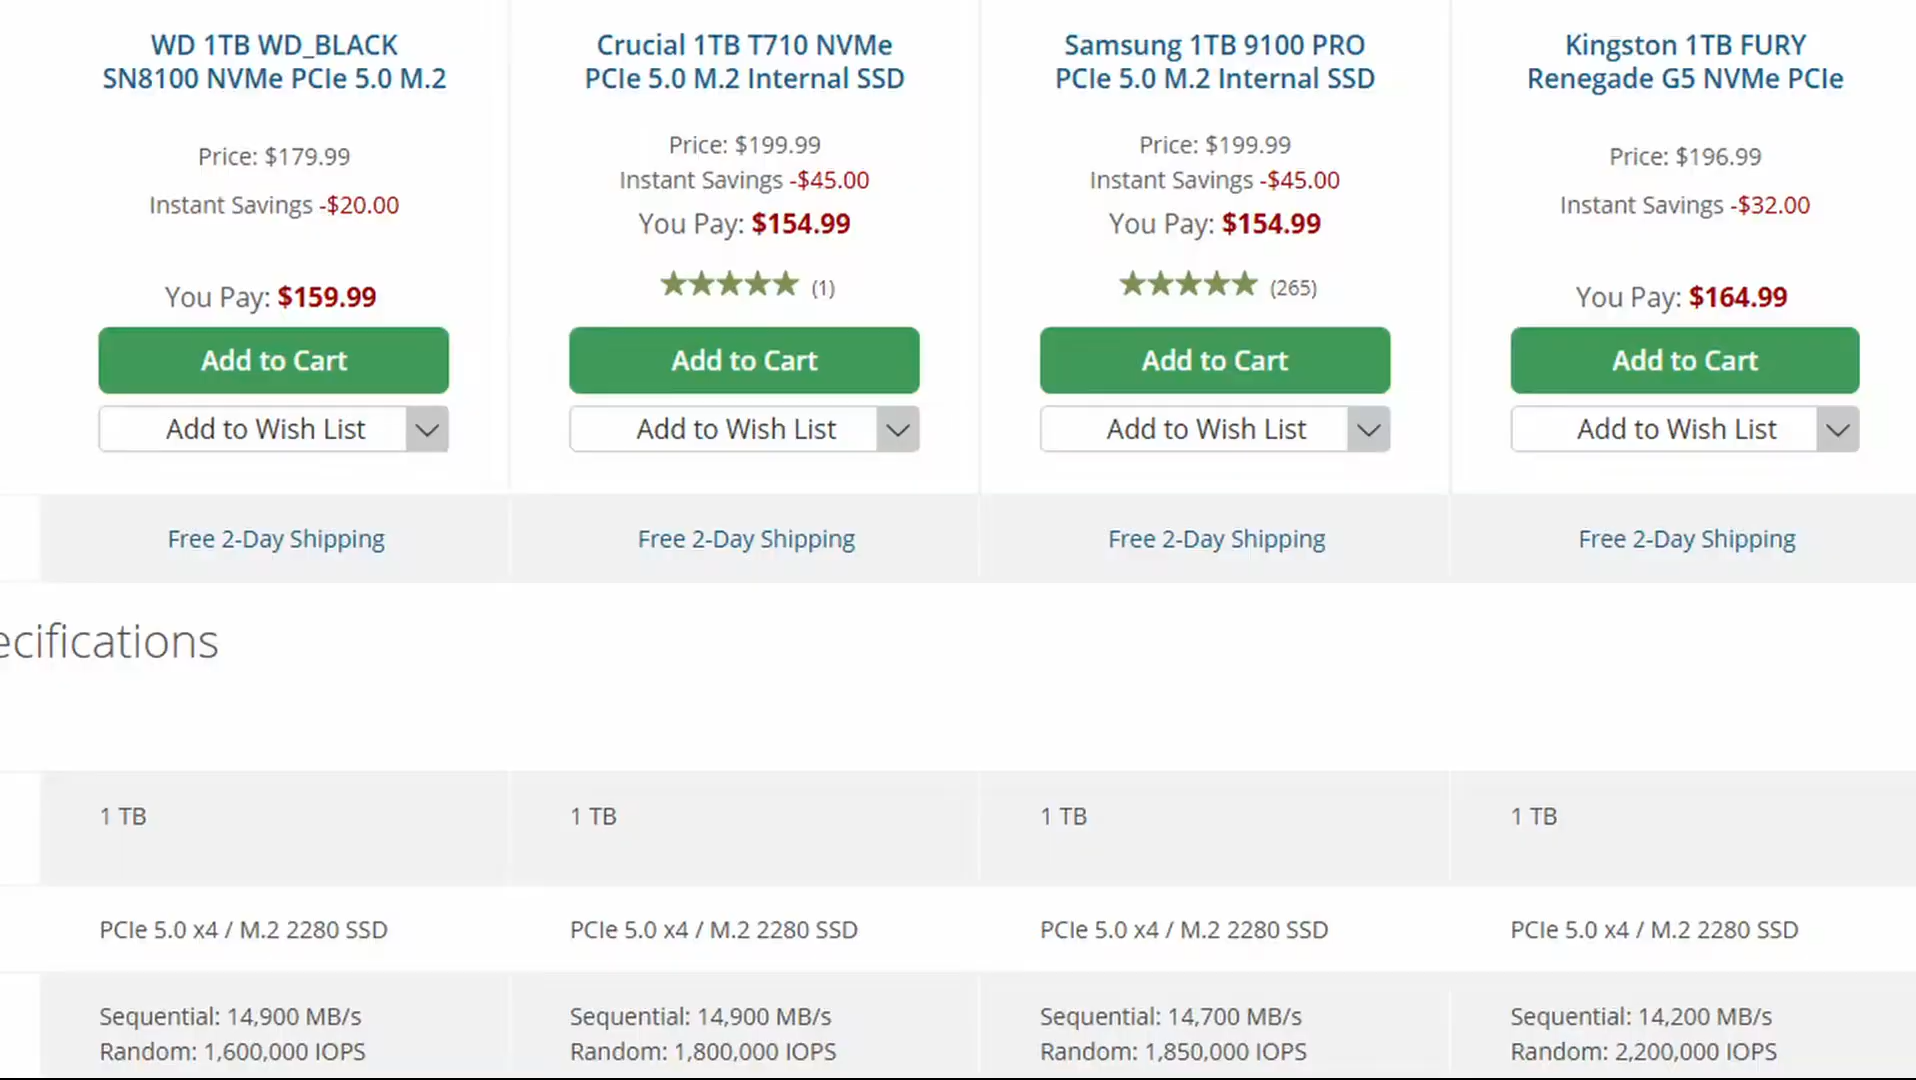 WD 1TB WD_BLACK
SN8100 NVMe PCIe 5.0 M.2
Price: $179.99
Instant Savings -$20.00
You Pay: $159.99
Add to Cart
Add to Wish List
Crucial 1TB T710 NVMe
PCIe 5.0 M.2 Internal SSD
Price: $199.99
Instant Savings -$45.00
You Pay: $154.99
(1)
Add to Cart
Add to Wish List
Samsung 1TB 9100 PRO
PCIe 5.0 M.2 Internal SSD
Price: $199.99
Instant Savings -$45.00
You Pay: $154.99
(265)
Add to Cart
Add to Wish List
Kingston 1TB FURY
Renegade G5 NVMe PCIe
Price: $196.99
Instant Savings -$32.00
You Pay: $164.99
Add to Cart
Add to Wish List
Free 2-Day Shipping
Free 2-Day Shipping
Free 2-Day Shipping
Free 2-Day Shipping
ecifications
1 TB
1 TB
1 TB
1 TB
PCIe 5.0 x4 / M.2 2280 SSD
PCIe 5.0 x4 / M.2 2280 SSD
PCIe 5.0 x4 / M.2 2280 SSD
PCIe 5.0 x4 / M.2 2280 SSD
Sequential: 14,900 MB/s
Random: 1,600,000 IOPS
Sequential: 14,900 MB/s
Random: 1,800,000 IOPS
Sequential: 14,700 MB/s
Random: 1,850,000 IOPS
Sequential: 14,200 MB/s
Random: 2,200,000 IOPS